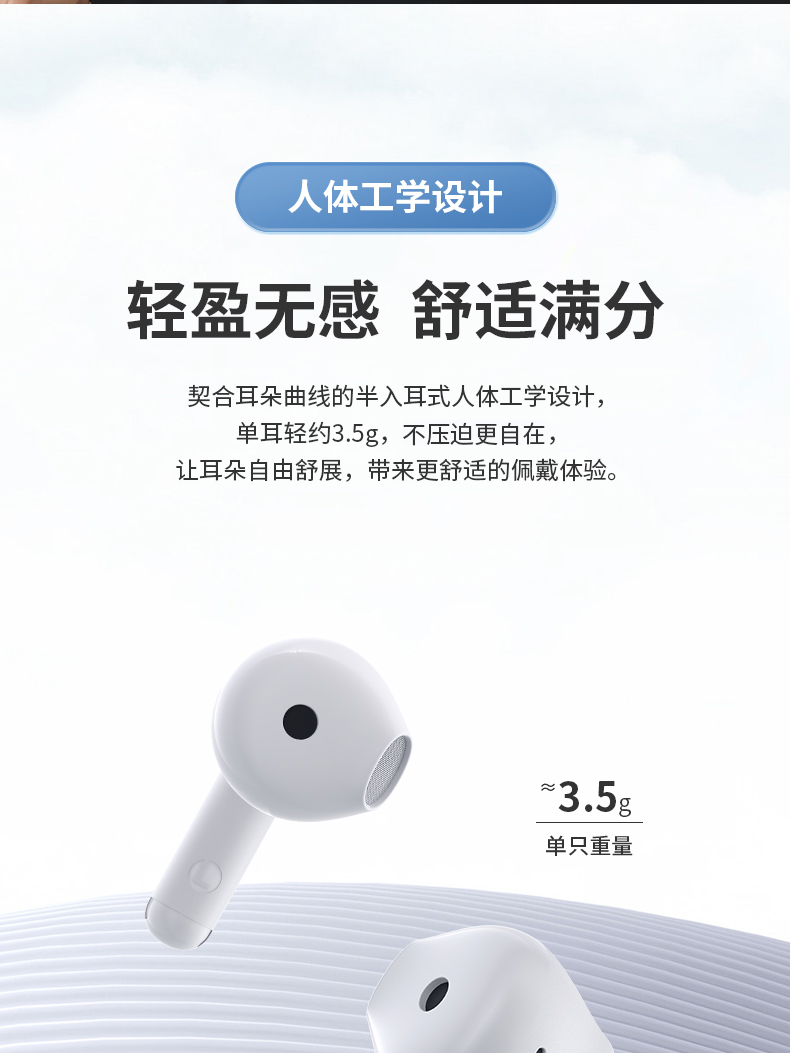 人体工学设计
轻盈无感 舒适满分
契合耳朵曲线的半入耳式人体工学设计，
单耳轻约3.5g，不压迫更自在，
让耳朵自由舒展，带来更舒适的佩戴体验。
≈3.5g
单只重量
L